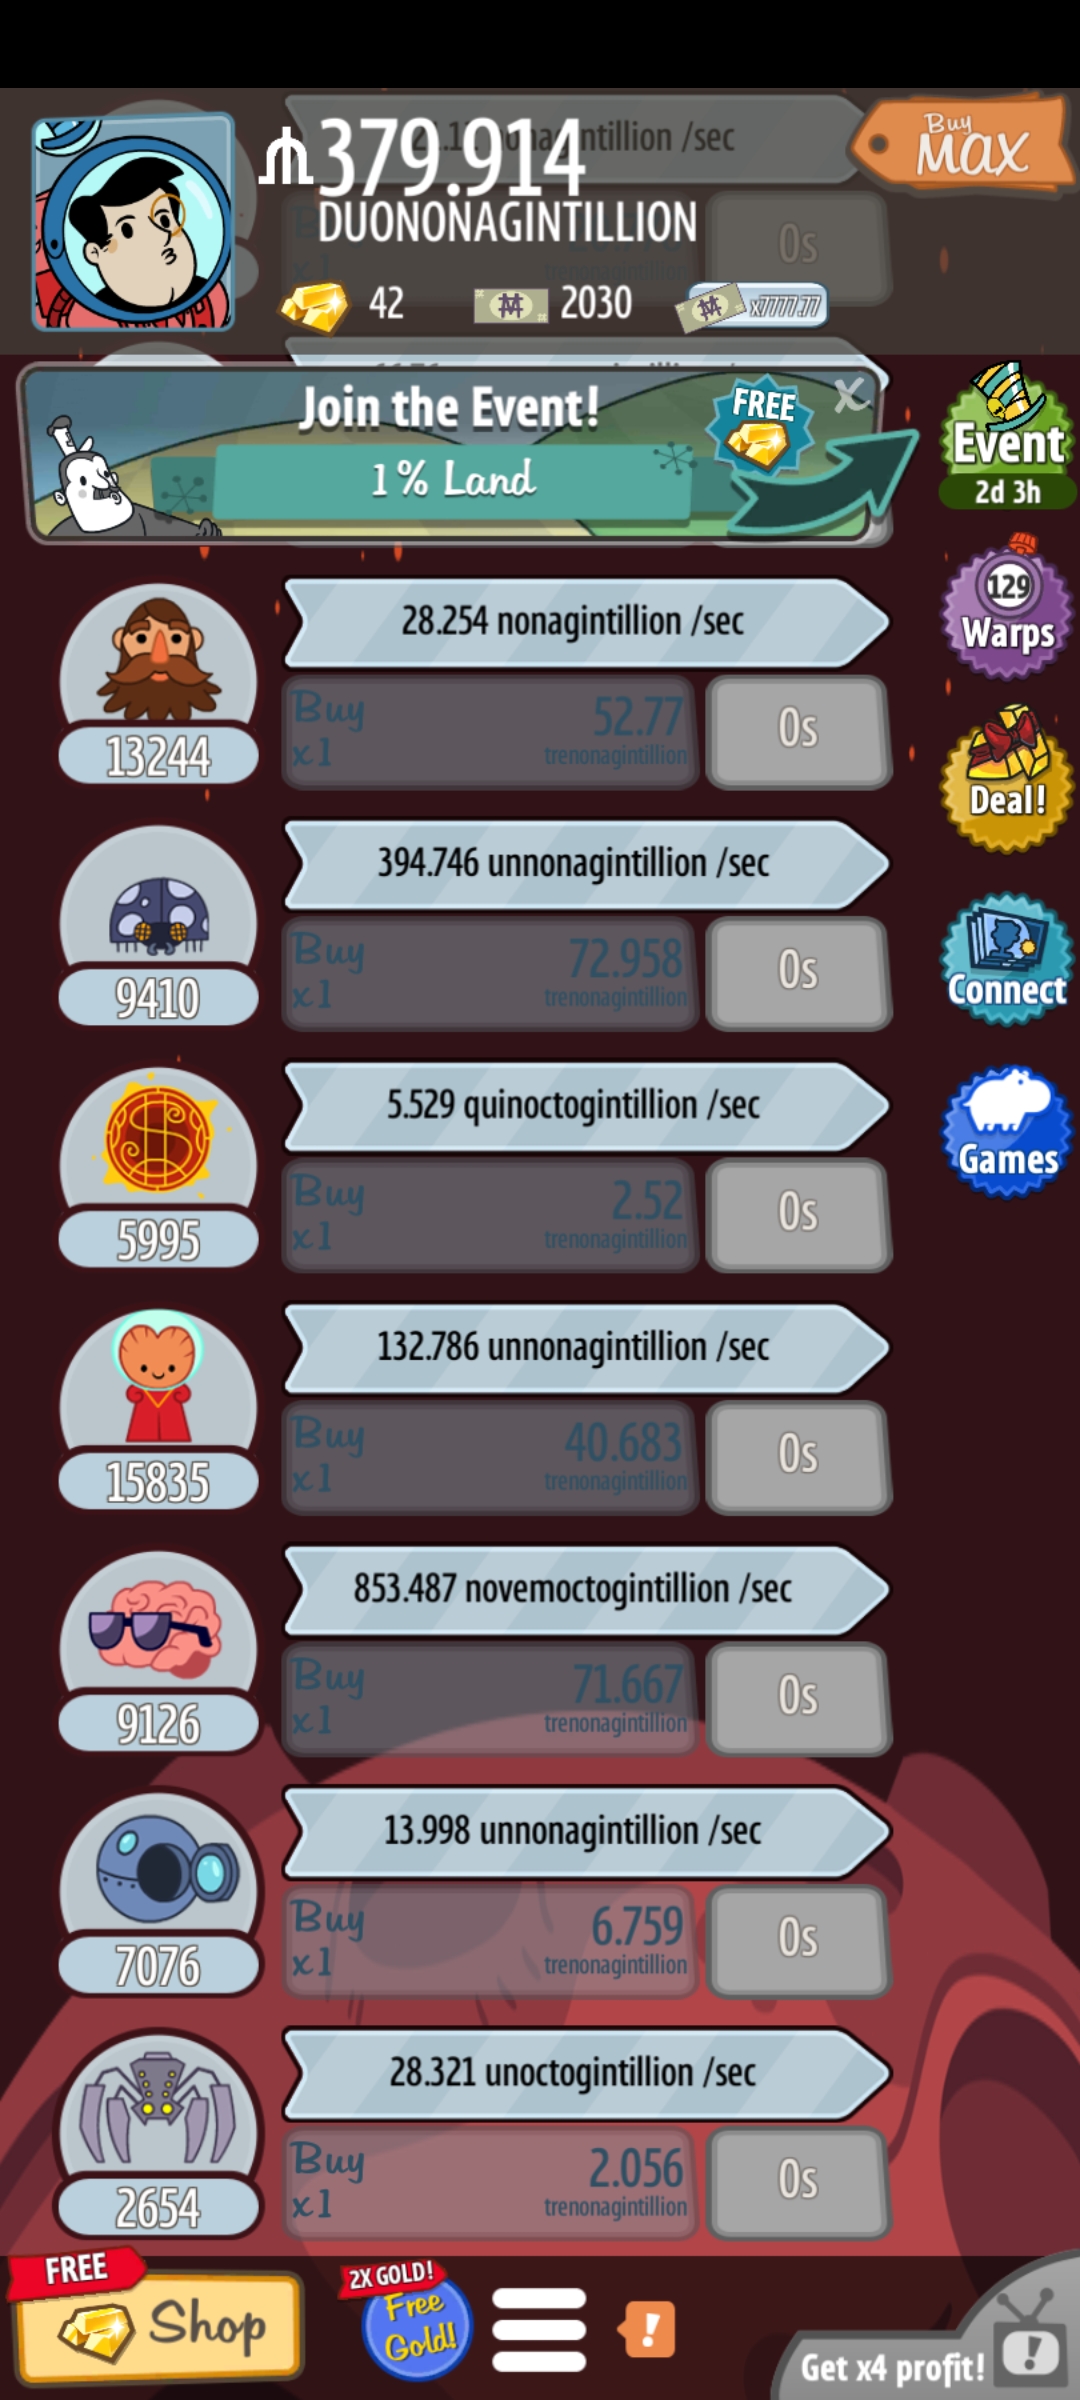 379.914
Buy
MAX
DUONONAGINTILLION
nonagintillion /sec
0s
x1
trenonagintillion
42
2030
x7777.77
Join the Event!
FREE
X
1% Land
Event
2d 3h
129
Warps
Deal!
Connect
Games
28.254 nonagintillion /sec
Buy
x1
52.77
trenonagintillion
0s
13244
394.746 unnonagintillion /sec
Buy
x1
72.958
trenonagintillion
0s
9410
5.529 quinoctogintillion /sec
Buy
x1
2.52
trenonagintillion
0s
5995
132.786 unnonagintillion /sec
Buy
x1
40.683
trenonagintillion
0s
15835
853.487 novemoctogintillion /sec
Buy
x1
71.667
trenonagintillion
0s
9126
13.998 unnonagintillion /sec
Buy
x1
6.759
trenonagintillion
0s
7076
28.321 unoctogintillion /sec
Buy
x1
2.056
trenonagintillion
0s
2654
FREE
Shop
2X GOLD!
Free
Gold!
!
Get x4 profit!
!